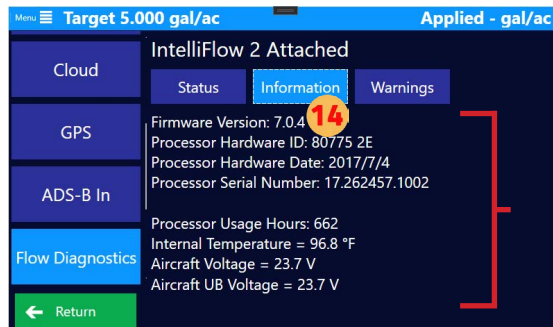 Menu Target 5.000 gal/ac Applied - gal/ac
IntelliFlow 2 Attached
Cloud
Status Information Warnings
14
GPS
Firmware Version: 7.0.4
Processor Hardware ID: 80775 2E
Processor Hardware Date: 2017/7/4
Processor Serial Number: 17.262457.1002
ADS-B In
Processor Usage Hours: 662
Internal Temperature = 96.8 °F
Aircraft Voltage = 23.7 V
Aircraft UB Voltage = 23.7 V
Flow Diagnostics
Return